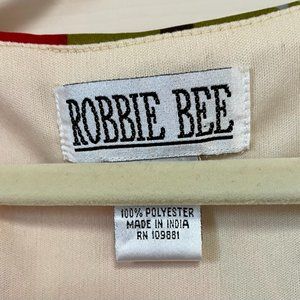 ROBBIE BEE
100% POLYESTER
MADE IN INDIA
RN 109881